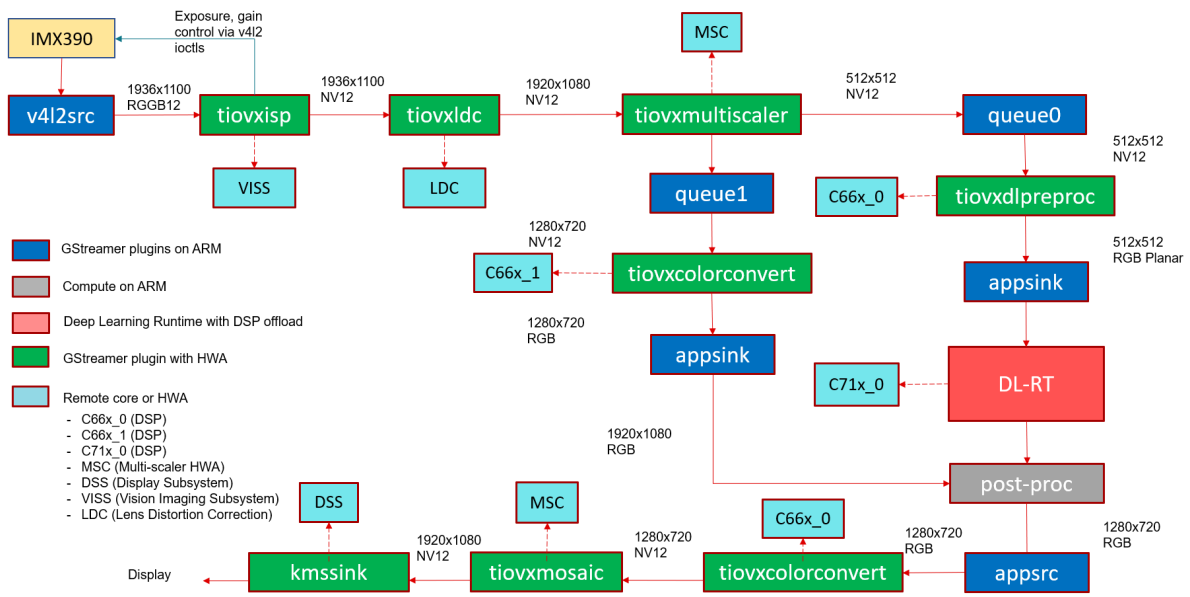 Exposure, gain
control via v4l2
ioctls
IMX390
MSC
1936x1100
RGGB12
1936x1100
NV12
1920x1080
NV12
512x512
NV12
v4l2src
tiovxisp
tiovxldc
tiovxmultiscaler
queue0
512x512
NV12
VISS
LDC
queue1
C66x_0
tiovxdlpreproc
1280x720
NV12
512x512
RGB Planar
GStreamer plugins on ARM
C66x_1
tiovxcolorconvert
appsink
Compute on ARM
1280x720
RGB
Deep Learning Runtime with DSP offload
appsink
GStreamer plugin with HWA
C71x_0
DL-RT
Remote core or HWA
- C66x_0 (DSP)
- C66x_1 (DSP)
- C71x_0 (DSP)
- MSC (Multi-scaler HWA)
- DSS (Display Subsystem)
- VISS (Vision Imaging Subsystem)
- LDC (Lens Distortion Correction)
1920x1080
RGB
post-proc
DSS
MSC
C66x_0
1920x1080
NV12
1280x720
NV12
1280x720
RGB
1280x720
RGB
Display
kmssink
tiovxmosaic
tiovxcolorconvert
appsrc